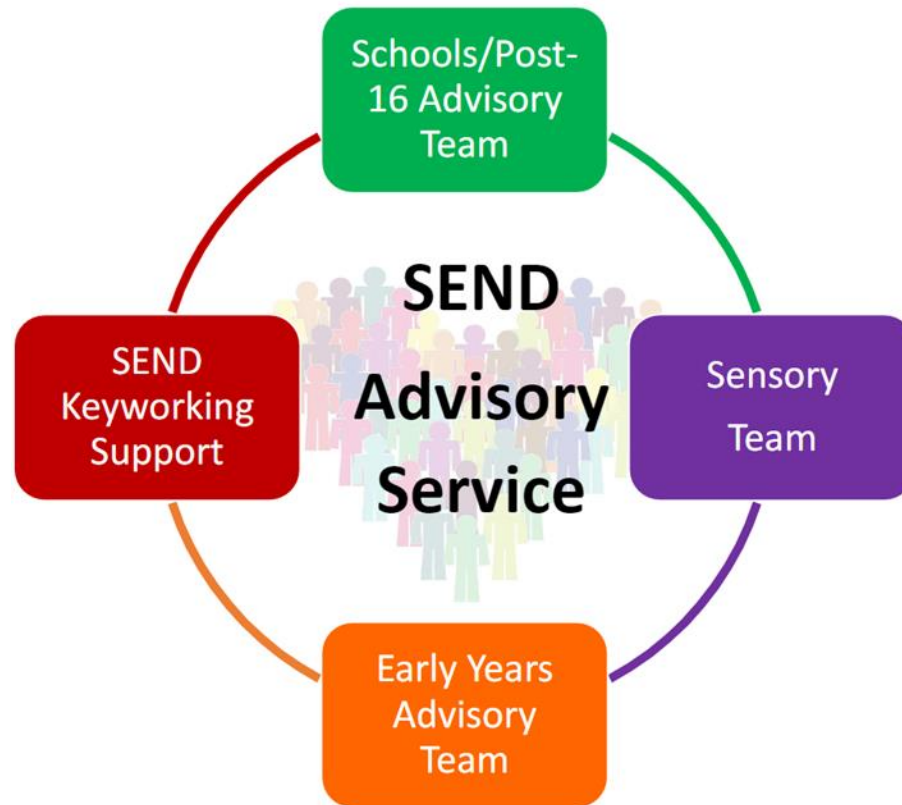 Schools/Post-
16 Advisory
Team
SEND
Advisory
Service
SEND
Keyworking
Support
Sensory
Team
Early Years
Advisory
Team